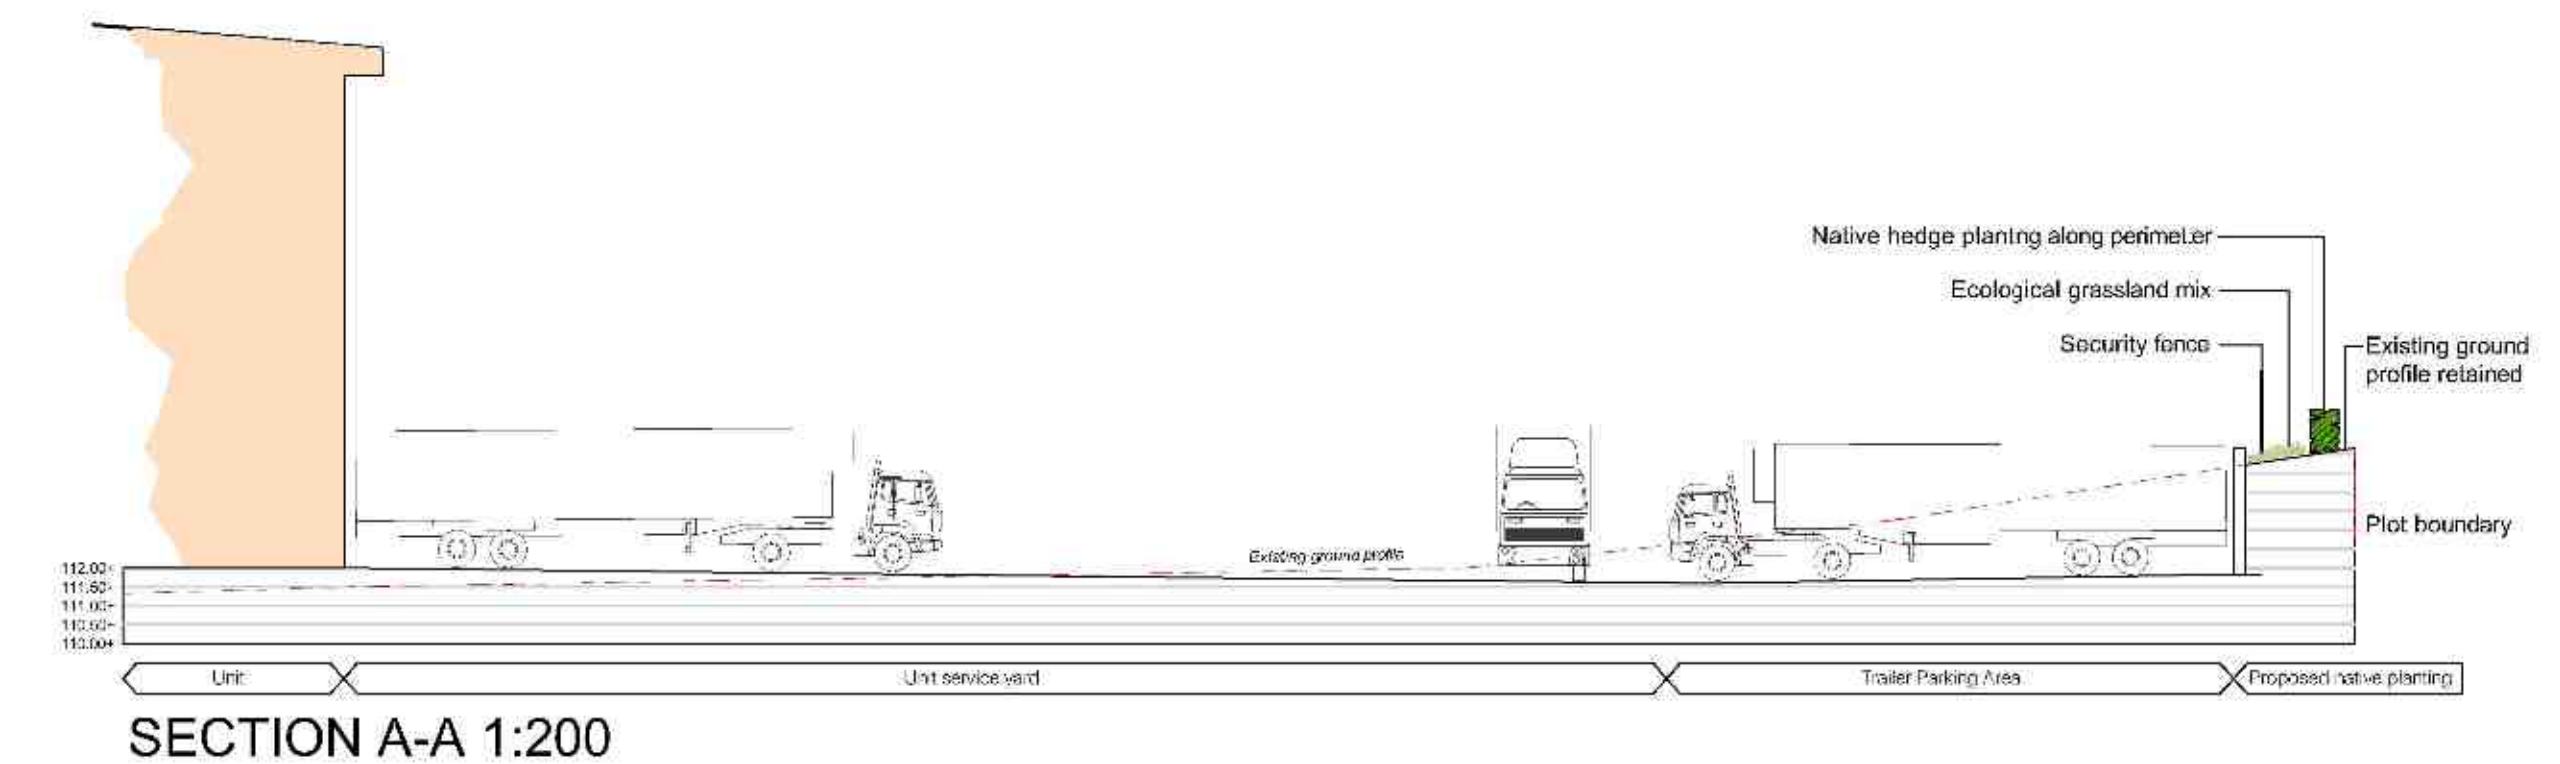 Native hedge plantng along perimeter
Ecological grassland mix
Security fence
Existing ground
profile retained
Existing ground profile
Plot boundary
112.00
111.50
111.00
110.50
110.00
Unit
Unit service yard
Trailer Parking Area
Proposed native planting
SECTION A-A 1:200